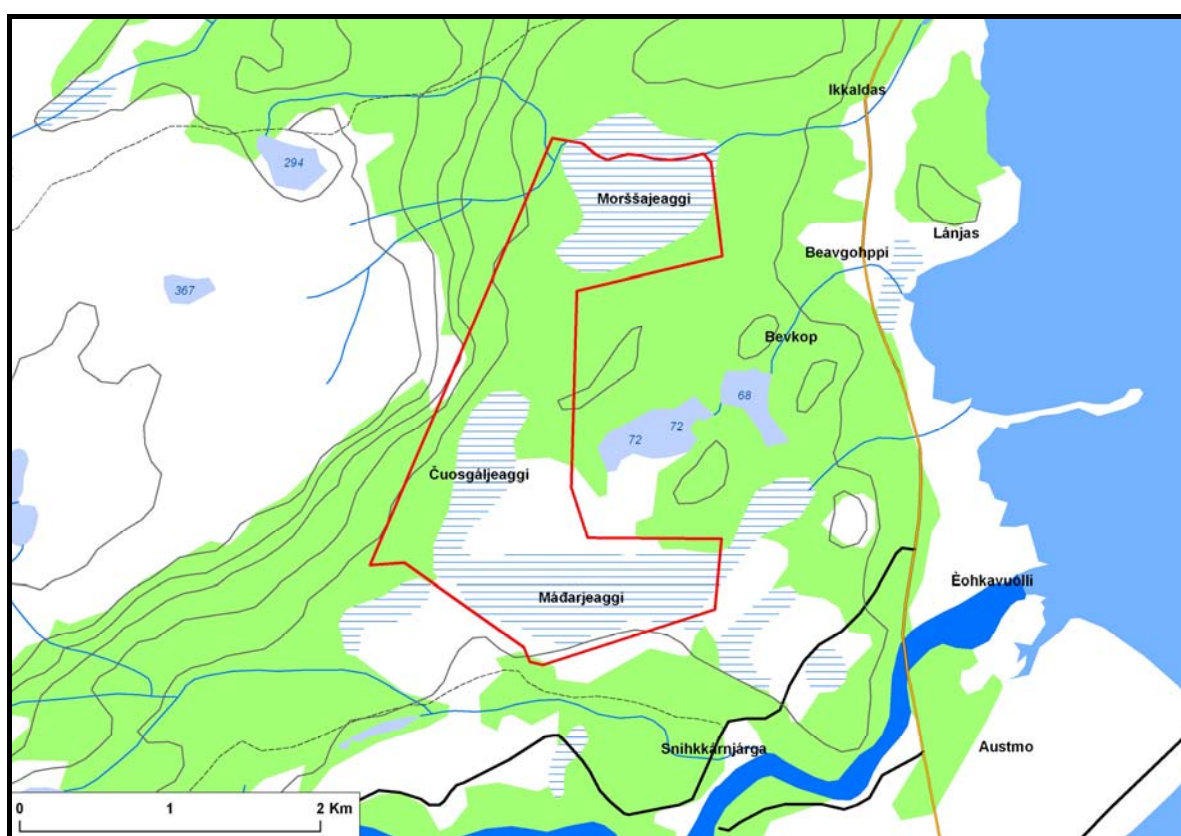 Ikkaldas
294
Morššajeaggi
Lánjas
Beavgohppi
367
Bevkop
68
72
72
Čuosgáljeaggi
Èohkavuolli
Máđarjeaggi
Snihkkárnjárga
Austmo
0 1 2 Km